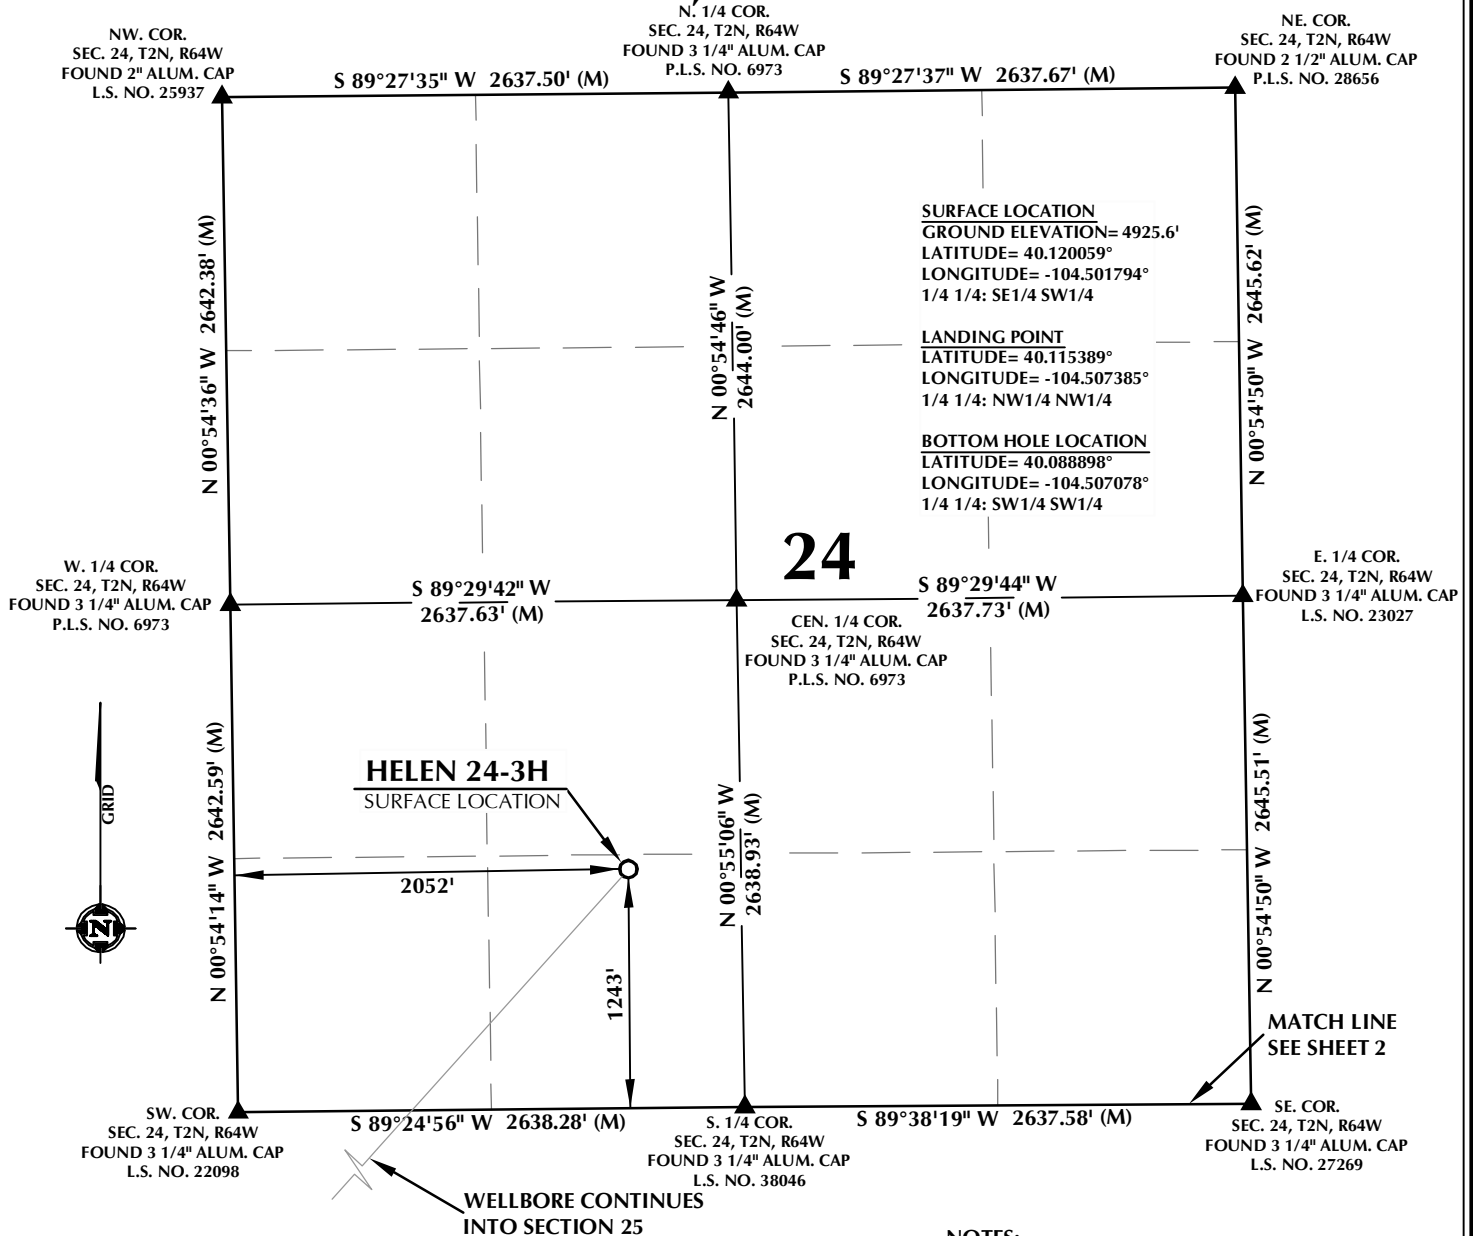 N. 1/4 COR.
SEC. 24, T2N, R64W
FOUND 3 1/4" ALUM. CAP
P.L.S. NO. 6973
NW. COR.
SEC. 24, T2N, R64W
FOUND 2" ALUM. CAP
L.S. NO. 25937
NE. COR.
SEC. 24, T2N, R64W
FOUND 2 1/2" ALUM. CAP
P.L.S. NO. 28656
S 89°27'35" W 2637.50' (M)
S 89°27'37" W 2637.67' (M)
N 00°54'36" W 2642.38' (M)
N 00°54'46" W
2644.00' (M)
SURFACE LOCATION
GROUND ELEVATION= 4925.6'
LATITUDE= 40.120059°
LONGITUDE= -104.501794°
1/4 1/4: SE1/4 SW1/4
LANDING POINT
LATITUDE= 40.115389°
LONGITUDE= -104.507385°
1/4 1/4: NW1/4 NW1/4
BOTTOM HOLE LOCATION
LATITUDE= 40.088898°
LONGITUDE= -104.507078°
1/4 1/4: SW1/4 SW1/4
N 00°54'50" W 2645.62' (M)
24
W. 1/4 COR.
SEC. 24, T2N, R64W
FOUND 3 1/4" ALUM. CAP
P.L.S. NO. 6973
S 89°29'42" W
2637.63' (M)
S 89°29'44" W
2637.73' (M)
E. 1/4 COR.
SEC. 24, T2N, R64W
FOUND 3 1/4" ALUM. CAP
L.S. NO. 23027
CEN. 1/4 COR.
SEC. 24, T2N, R64W
FOUND 3 1/4" ALUM. CAP
P.L.S. NO. 6973
GRID
N
N 00°54'14" W 2642.59' (M)
HELEN 24-3H
SURFACE LOCATION
2052'
1243'
N 00°55'06" W
2638.93' (M)
N 00°54'50" W 2645.51' (M)
MATCH LINE
SEE SHEET 2
SW. COR.
SEC. 24, T2N, R64W
FOUND 3 1/4" ALUM. CAP
L.S. NO. 22098
S 89°24'56" W 2638.28' (M)
S. 1/4 COR.
SEC. 24, T2N, R64W
FOUND 3 1/4" ALUM. CAP
L.S. NO. 38046
S 89°38'19" W 2637.58' (M)
SE. COR.
SEC. 24, T2N, R64W
FOUND 3 1/4" ALUM. CAP
L.S. NO. 27269
WELLBORE CONTINUES
INTO SECTION 25
NOTES: